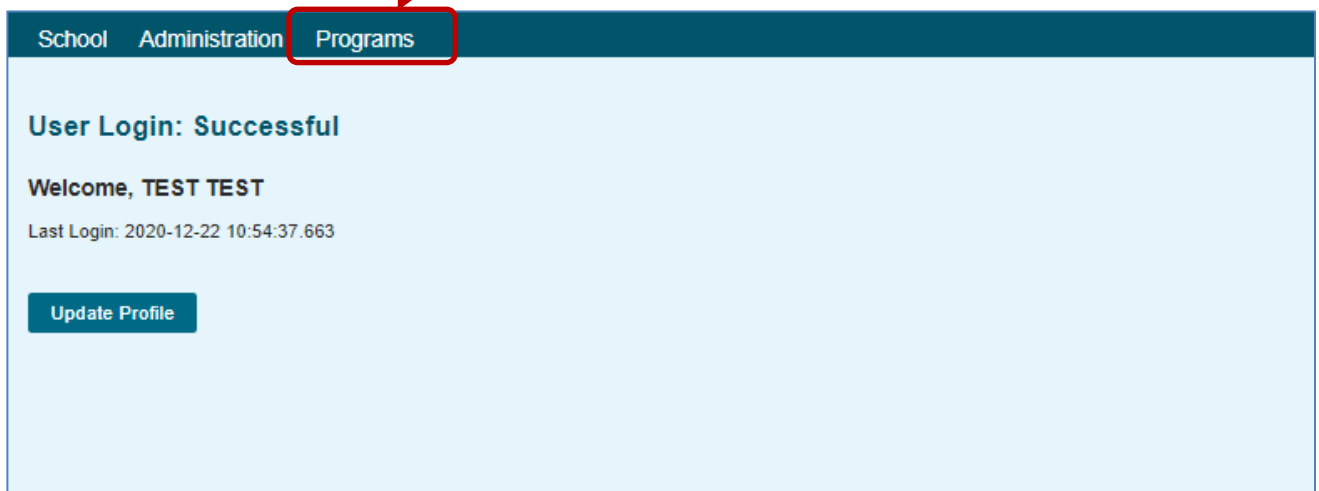 School Administration Programs
User Login: Successful
Welcome, TEST TEST
Last Login: 2020-12-22 10:54:37.663
Update Profile